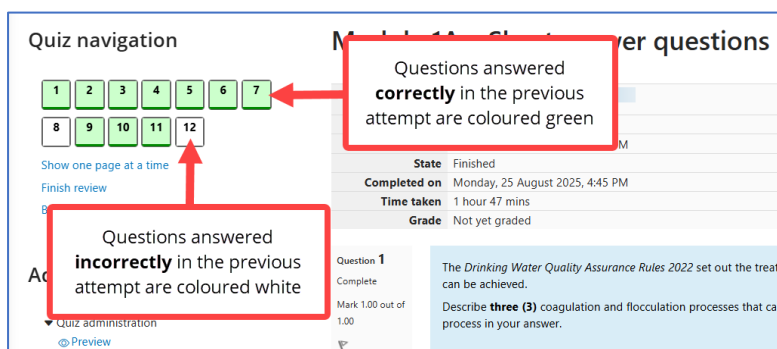 Quiz navigation
1 2 3 4 5 6 7
8 9 10 11 12
Show one page at a time
Finish review
Questions answered
incorrectly in the previous
attempt are coloured white
Quiz administration
Preview
er questions
Questions answered
correctly in the previous
attempt are coloured green
M
State Finished
Completed on Monday, 25 August 2025, 4:45 PM
Time taken 1 hour 47 mins
Grade Not yet graded
Question 1
Complete
Mark 1.00 out of
1.00
The Drinking Water Quality Assurance Rules 2022 set out the treat
can be achieved.
Describe three (3) coagulation and flocculation processes that ca
process in your answer.